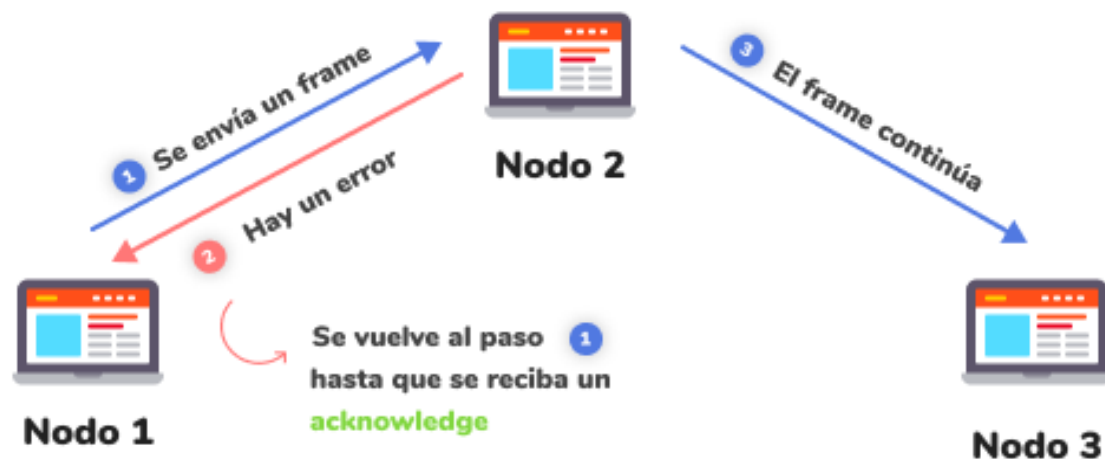 1 Se envía un frame
2 Hay un error
3 El frame continúa
Nodo 2
Se vuelve al paso 1
hasta que se reciba un
acknowledge
Nodo 1
Nodo 3